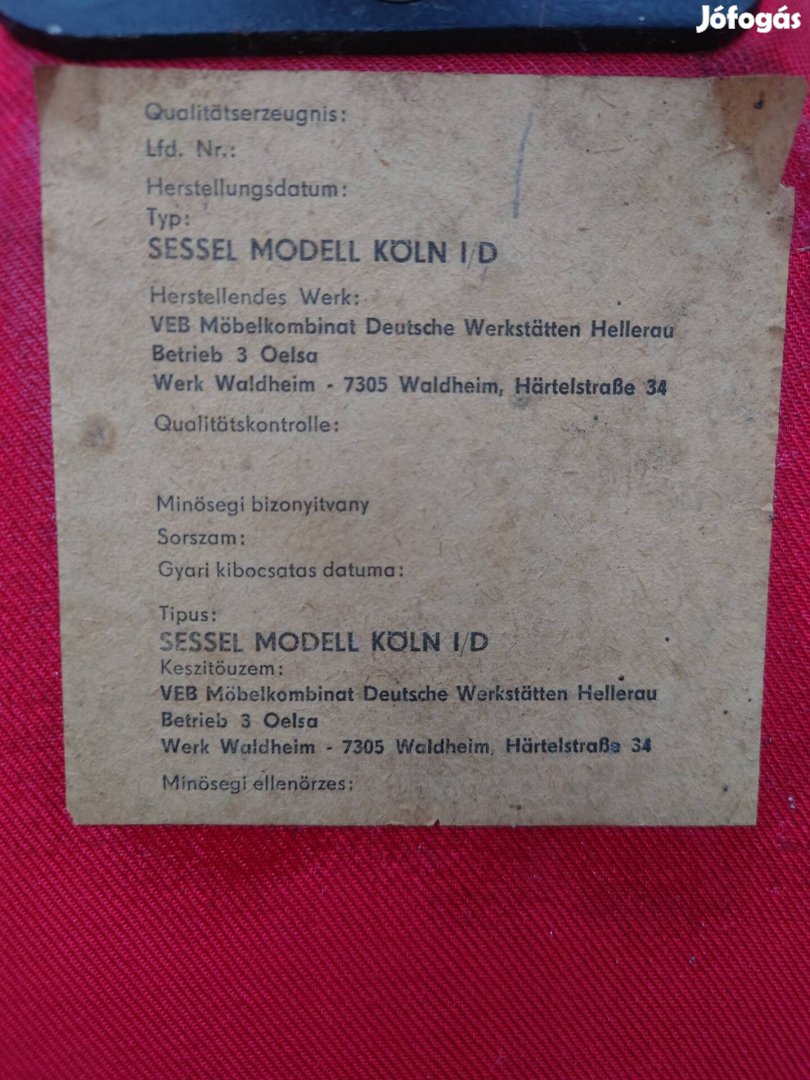 Jófogás
Qualitätserzeugnis:
Lfd. Nr.:
Herstellungsdatum:
Typ:
SESSEL MODELL KÖLN I/D
Herstellendes Werk:
VEB Möbelkombinat Deutsche Werkstätten Hellerau
Betrieb 3 Oelsa
Werk Waldheim - 7305 Waldheim, Härtelstraße 34
Qualitätskontrolle:
Minösegi bizonyitvany
Sorszam:
Gyari kibocsatas datuma:
Tipus:
SESSEL MODELL KÖLN I/D
Keszitöuzem:
VEB Möbelkombinat Deutsche Werkstätten Hellerau
Betrieb 3 Oelsa
Werk Waldheim - 7305 Waldheim, Härtelstraße 34
Minösegi ellenörzes: